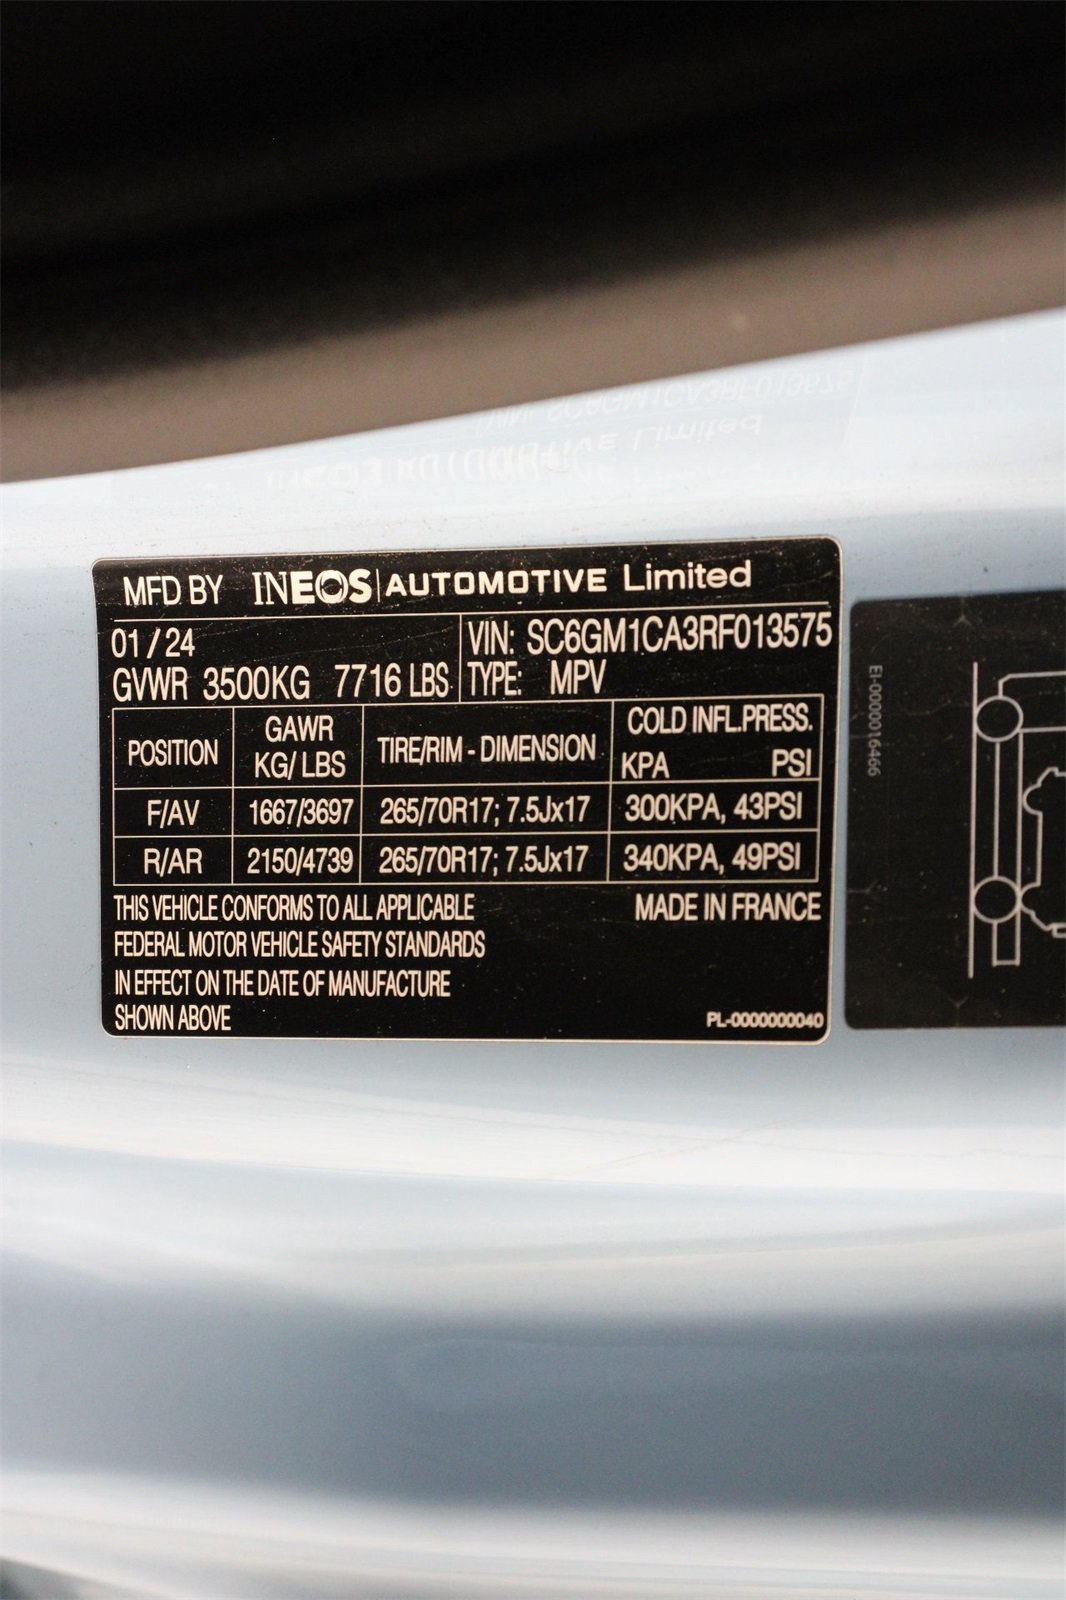 MFD BY INEOS AUTOMOTIVE Limited
01 / 24
GVWR 3500KG 7716 LBS
VIN: SC6GM1CA3RF013575
TYPE: MPV
POSITION GAWR KG/ LBS TIRE/RIM - DIMENSION COLD INFL.PRESS. KPA PSI
F/AV 1667/3697 265/70R17; 7.5Jx17 300KPA, 43PSI
R/AR 2150/4739 265/70R17; 7.5Jx17 340KPA, 49PSI
THIS VEHICLE CONFORMS TO ALL APPLICABLE
FEDERAL MOTOR VEHICLE SAFETY STANDARDS
IN EFFECT ON THE DATE OF MANUFACTURE
SHOWN ABOVE
MADE IN FRANCE
PL-0000000040
EI-0000016466